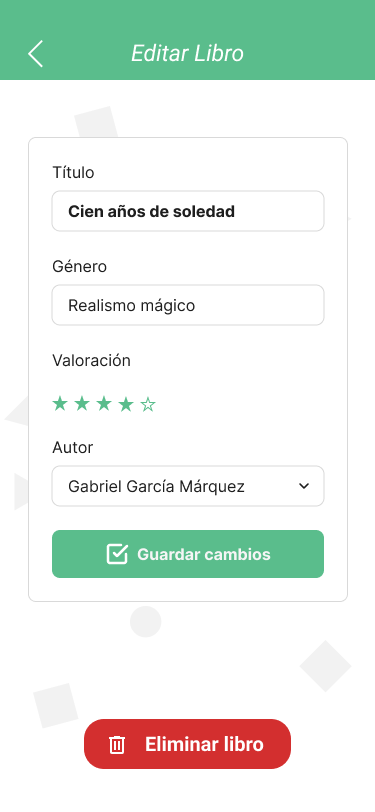 Editar Libro
Título
Cien años de soledad
Género
Realismo mágico
Valoración
Autor
Gabriel García Márquez
Guardar cambios
Eliminar libro